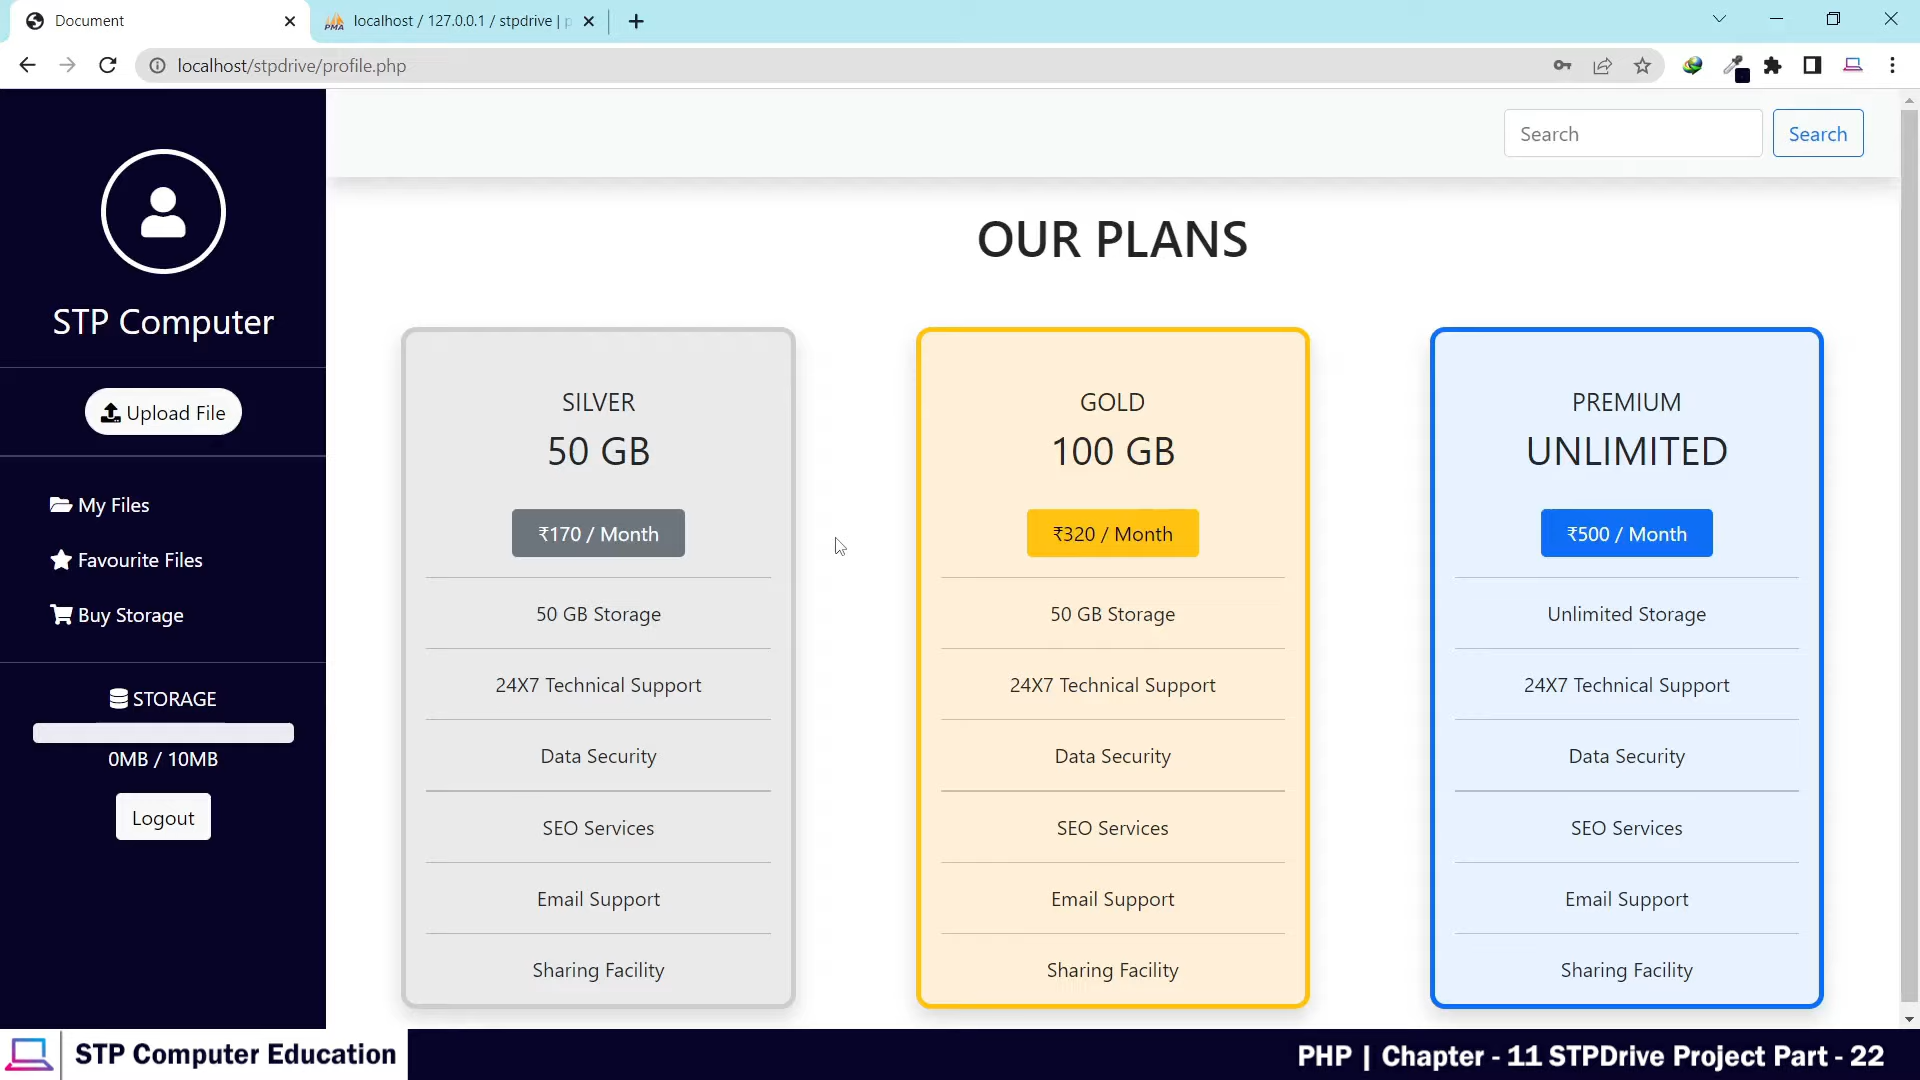 Document
localhost / 127.0.0.1 / stpdrive | p
localhost/stpdrive/profile.php
Search
Search
STP Computer
Upload File
My Files
Favourite Files
Buy Storage
STORAGE
0MB / 10MB
Logout
OUR PLANS
SILVER
50 GB
₹170 / Month
50 GB Storage
24X7 Technical Support
Data Security
SEO Services
Email Support
Sharing Facility
GOLD
100 GB
₹320 / Month
50 GB Storage
24X7 Technical Support
Data Security
SEO Services
Email Support
Sharing Facility
PREMIUM
UNLIMITED
₹500 / Month
Unlimited Storage
24X7 Technical Support
Data Security
SEO Services
Email Support
Sharing Facility
STP Computer Education
PHP | Chapter - 11 STPDrive Project Part - 22